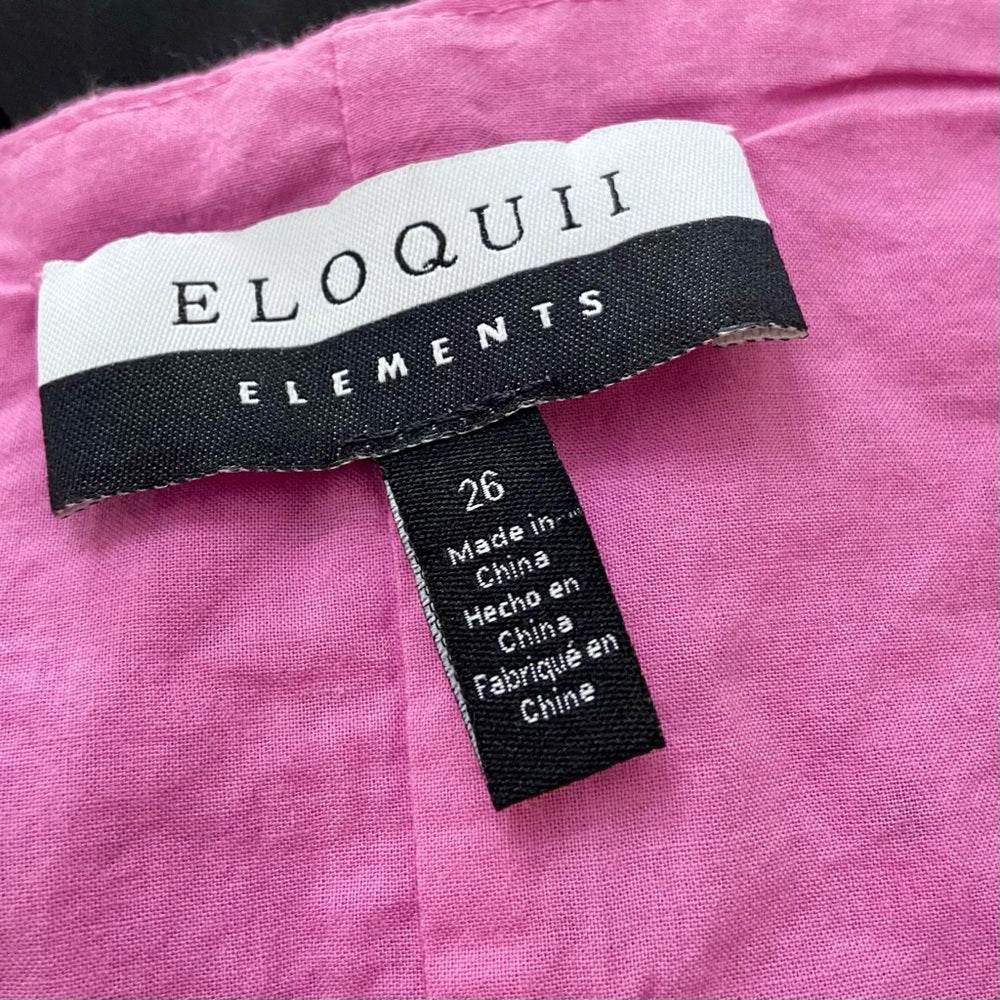 ELOQUII
ELEMENTS
26
Made in
China
Hecho en
China
Fabriqué en
Chine